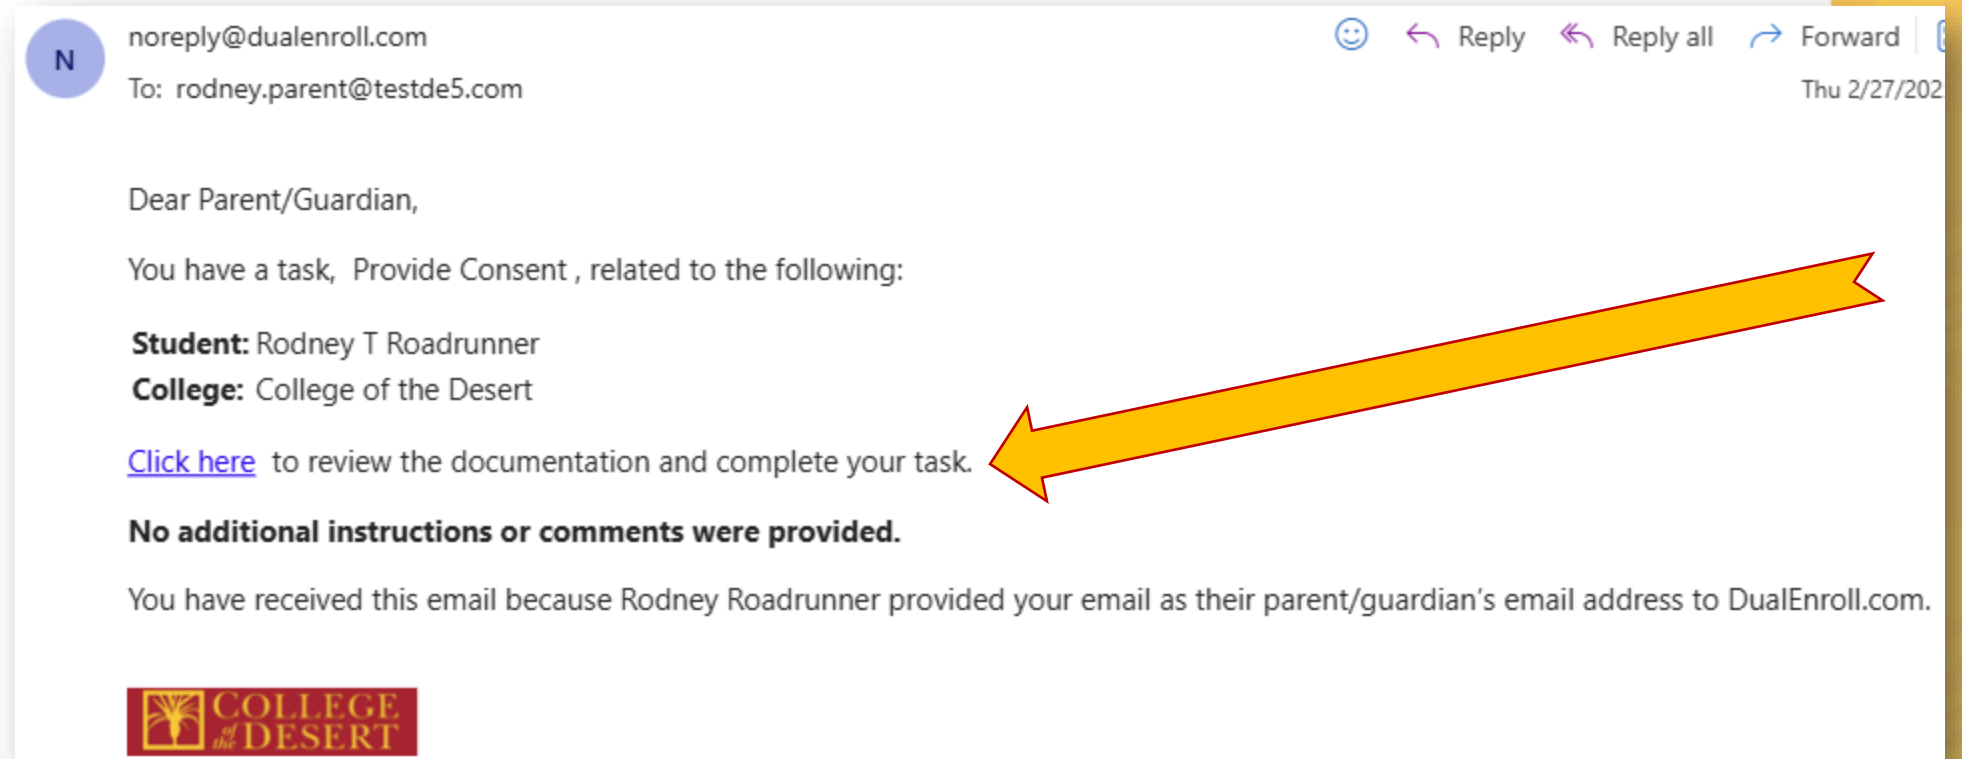 N
noreply@dualenroll.com
Reply Reply all Forward
To: rodney.parent@testde5.com
Thu 2/27/202
Dear Parent/Guardian,
You have a task, Provide Consent , related to the following:
Student: Rodney T Roadrunner
College: College of the Desert
Click here to review the documentation and complete your task.
No additional instructions or comments were provided.
You have received this email because Rodney Roadrunner provided your email as their parent/guardian's email address to DualEnroll.com.
COLLEGE
of the DESERT